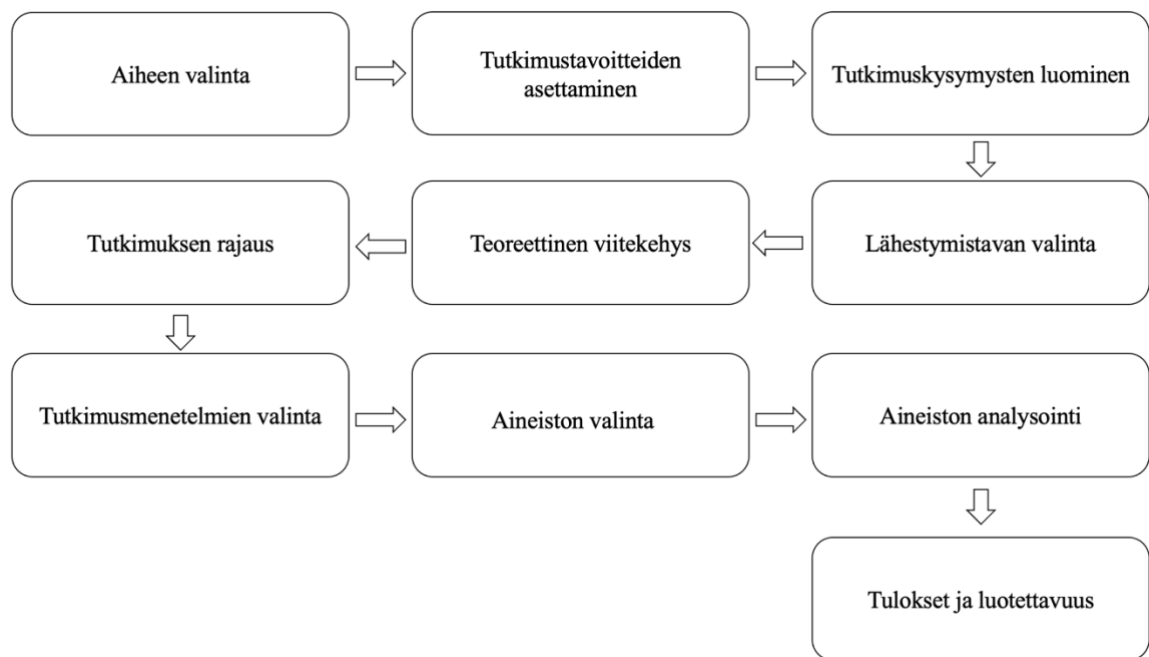 Aiheen valinta
Tutkimustavoitteiden
asettaminen
Tutkimuskysymysten luominen
Lähestymistavan valinta
Teoreettinen viitekehys
Tutkimuksen rajaus
Tutkimusmenetelmien valinta
Aineiston valinta
Aineiston analysointi
Tulokset ja luotettavuus